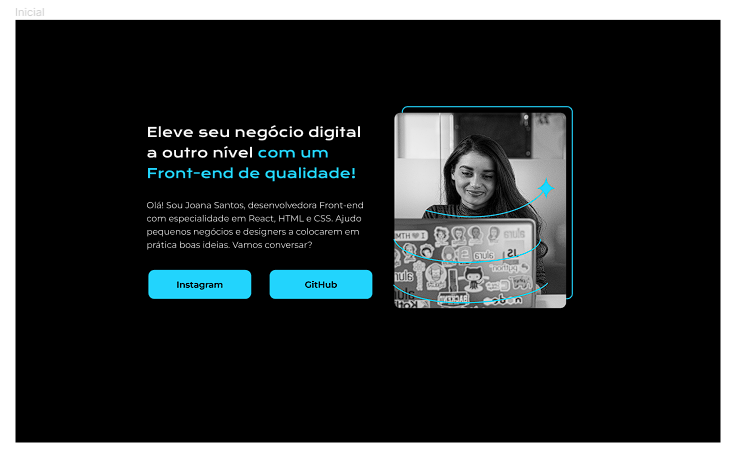 Inicial
Eleve seu negócio digital
a outro nível com um
Front-end de qualidade!
Olá! Sou Joana Santos, desenvolvedora Front-end
com especialidade em React, HTML e CSS. Ajudo
pequenos negócios e designers a colocarem em
prática boas ideias. Vamos conversar?
Instagram
GitHub